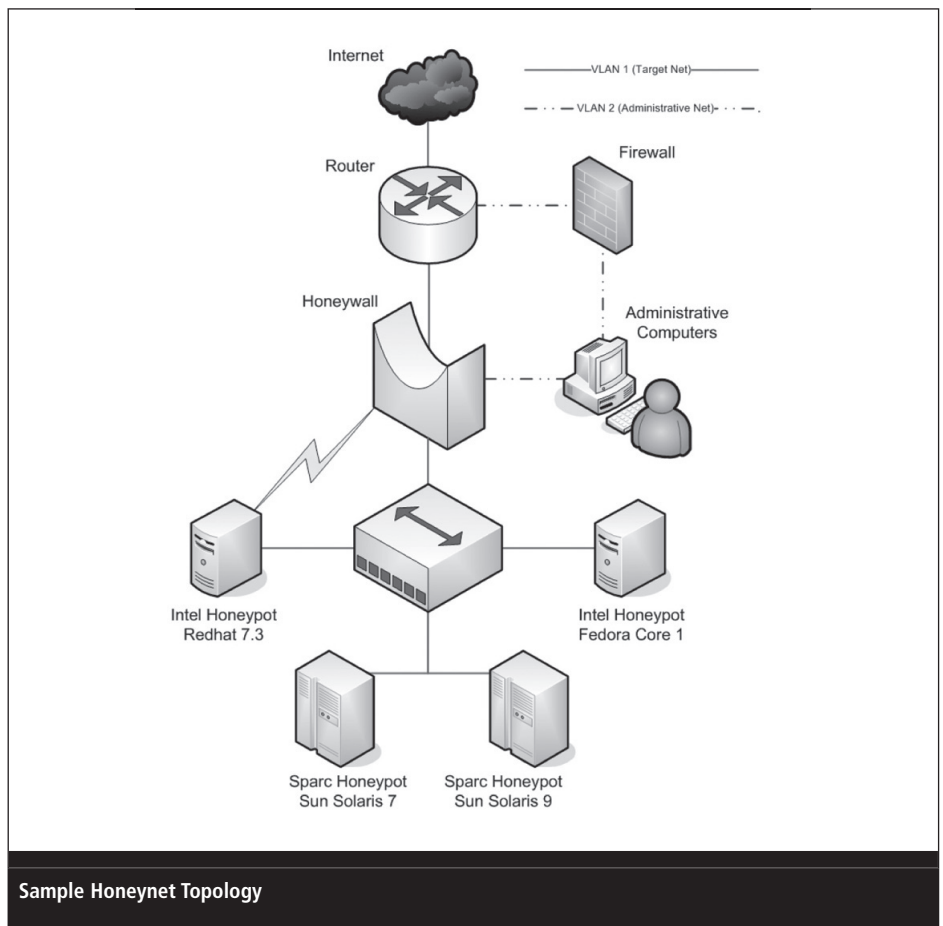 Internet
VLAN 1 (Target Net)
VLAN 2 (Administrative Net)
Firewall
Router
Honeywall
Administrative
Computers
Intel Honeypot
Redhat 7.3
Intel Honeypot
Fedora Core 1
Sparc Honeypot
Sun Solaris 7
Sparc Honeypot
Sun Solaris 9
Sample Honeynet Topology